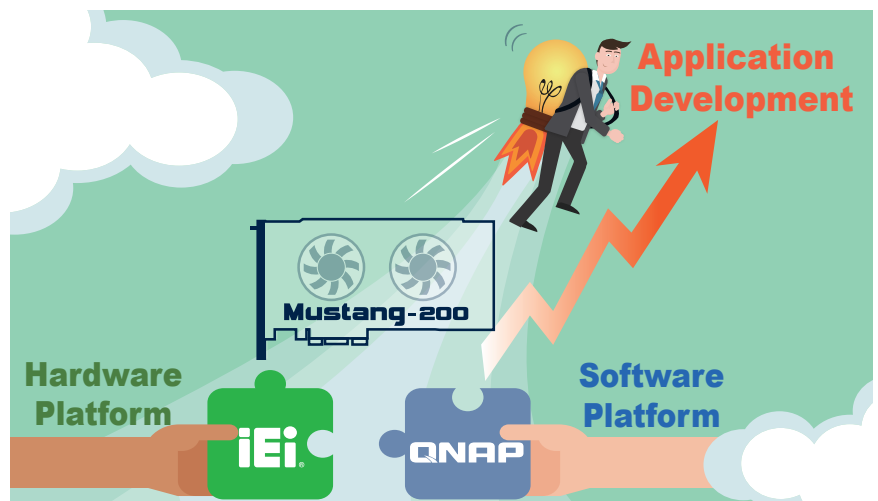 Application
Development
Mustang-200
Hardware
Platform
Software
Platform
iEi®
QNAP